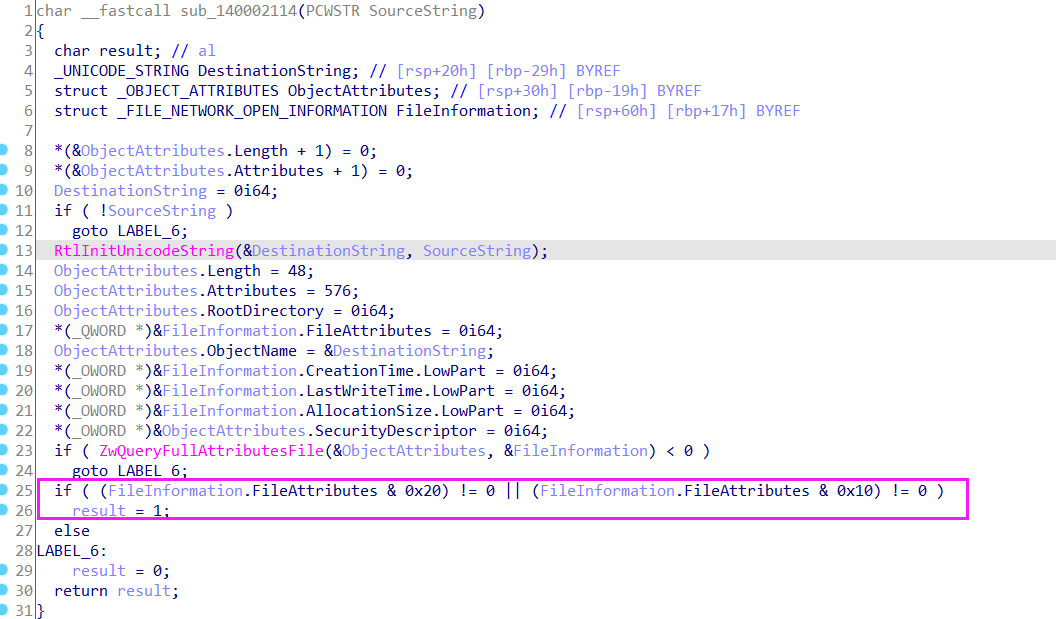 1 char __fastcall sub_140002114(PCWSTR SourceString)
2 {
3   char result; // al
4   _UNICODE_STRING DestinationString; // [rsp+20h] [rbp-29h] BYREF
5   struct _OBJECT_ATTRIBUTES ObjectAttributes; // [rsp+30h] [rbp-19h] BYREF
6   struct _FILE_NETWORK_OPEN_INFORMATION FileInformation; // [rsp+60h] [rbp+17h] BYREF
7
8   *(&ObjectAttributes.Length + 1) = 0;
9   *(&ObjectAttributes.Attributes + 1) = 0;
10   DestinationString = 0i64;
11   if ( !SourceString )
12     goto LABEL_6;
13   RtlInitUnicodeString(&DestinationString, SourceString);
14   ObjectAttributes.Length = 48;
15   ObjectAttributes.Attributes = 576;
16   ObjectAttributes.RootDirectory = 0i64;
17   *(_QWORD *)&FileInformation.FileAttributes = 0i64;
18   ObjectAttributes.ObjectName = &DestinationString;
19   *(_OWORD *)&FileInformation.CreationTime.LowPart = 0i64;
20   *(_OWORD *)&FileInformation.LastWriteTime.LowPart = 0i64;
21   *(_OWORD *)&FileInformation.AllocationSize.LowPart = 0i64;
22   *(_OWORD *)&ObjectAttributes.SecurityDescriptor = 0i64;
23   if ( ZwQueryFullAttributesFile(&ObjectAttributes, &FileInformation) < 0 )
24     goto LABEL_6;
25   if ( (FileInformation.FileAttributes & 0x20) != 0 || (FileInformation.FileAttributes & 0x10) != 0 )
26     result = 1;
27   else
28 LABEL_6:
29     result = 0;
30   return result;
31 }